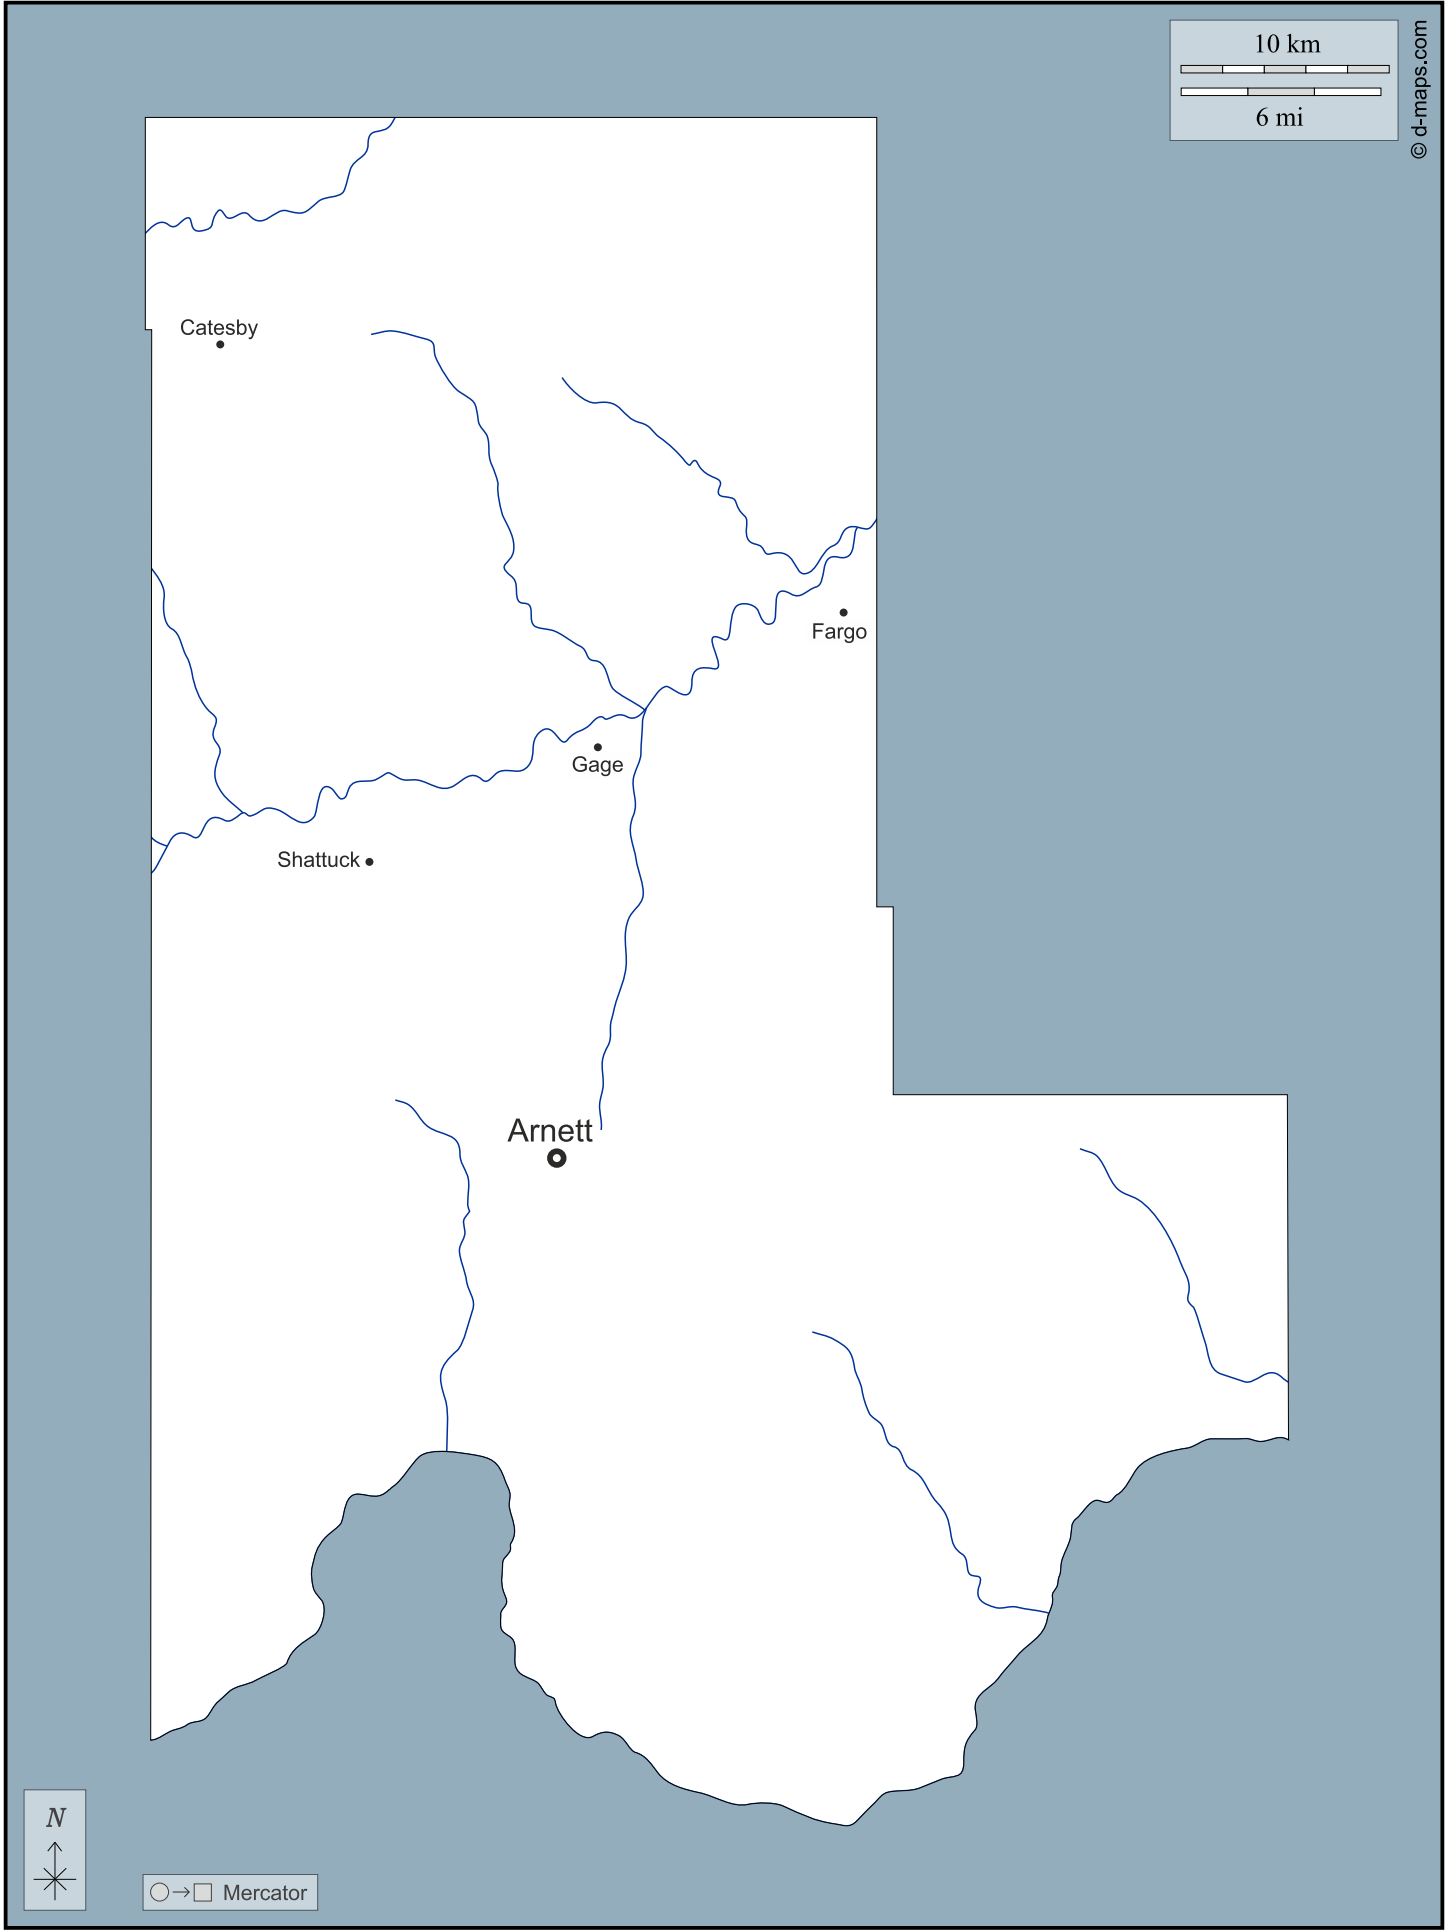 10 km
6 mi
© d-maps.com
Catesby
Fargo
Gage
Shattuck
Arnett
N
Mercator